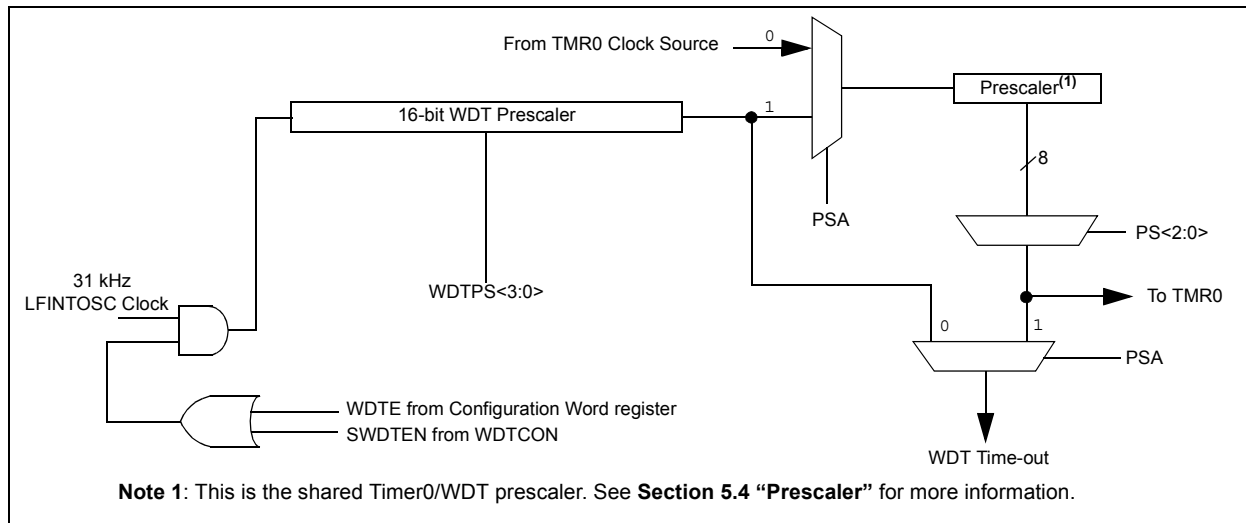 From TMR0 Clock Source
0
Prescaler(1)
16-bit WDT Prescaler
1
8
PSA
PS<2:0>
31 kHz
LFINTOSC Clock
WDTPS<3:0>
To TMR0
0
1
PSA
WDTE from Configuration Word register
SWDTEN from WDTCON
WDT Time-out
Note 1: This is the shared Timer0/WDT prescaler. See Section 5.4 “Prescaler” for more information.